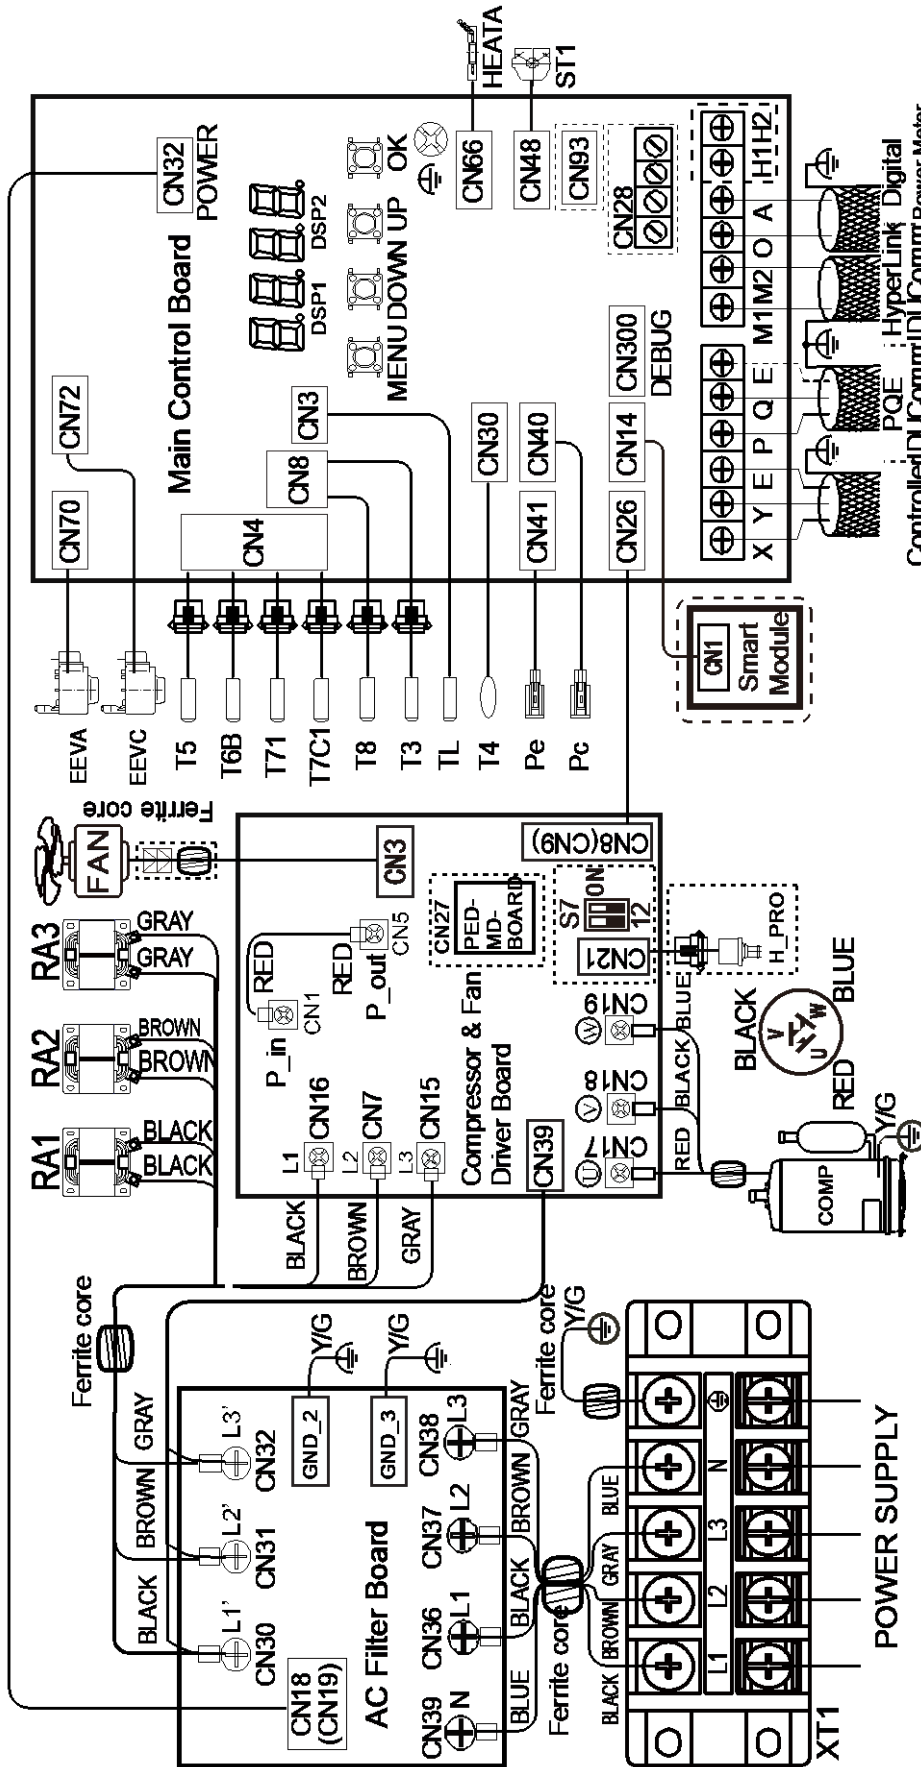 HEATA
ST1
CN32
POWER
CN66
CN48
CN93
CN28
Main Control Board
DSP1
DSP2
MENU
DOWN
UP
OK
CN70
CN72
CN4
CN8
CN3
CN30
CN41
CN40
CN26
CN14
CN300
DEBUG
X Y E P Q E M1 M2 O A H1H2
Controlled
IDUComm
PQE
HyperLink
IDUComm
Digital
Power Meter
EEVA
EEVC
T5
T6B
T71
T7C1
T8
T3
TL
T4
Pe
Pc
CN1
Smart
Module
FAN
Ferrite core
RA1
BLACK
BLACK
RA2
BROWN
BROWN
RA3
GRAY
GRAY
P_in
CN1
RED
RED
P_out
CN5
CN3
CN27
PED-
MD-
BOARD
S7
ON
12
CN21
CN8(CN9)
H_PRO
L1
CN16
L2
CN7
L3
CN15
Compressor & Fan
Driver Board
CN39
U
CN17
V
CN18
W
CN19
RED
BLACK
BLUE
BLACK
BROWN
GRAY
COMP
Y/G
RED
BLACK
BLUE
U
V
W
Ferrite core
BLACK
BROWN
GRAY
L1'
L2'
L3'
CN30
CN31
CN32
CN18
(CN19)
GND_2
Y/G
GND_3
Y/G
AC Filter Board
CN39
N
CN36
L1
CN37
L2
CN38
L3
BLUE
BLACK
BROWN
GRAY
Ferrite core
Ferrite core
Y/G
BLACK
BROWN
GRAY
BLUE
L1
L2
L3
N
XT1
POWER SUPPLY